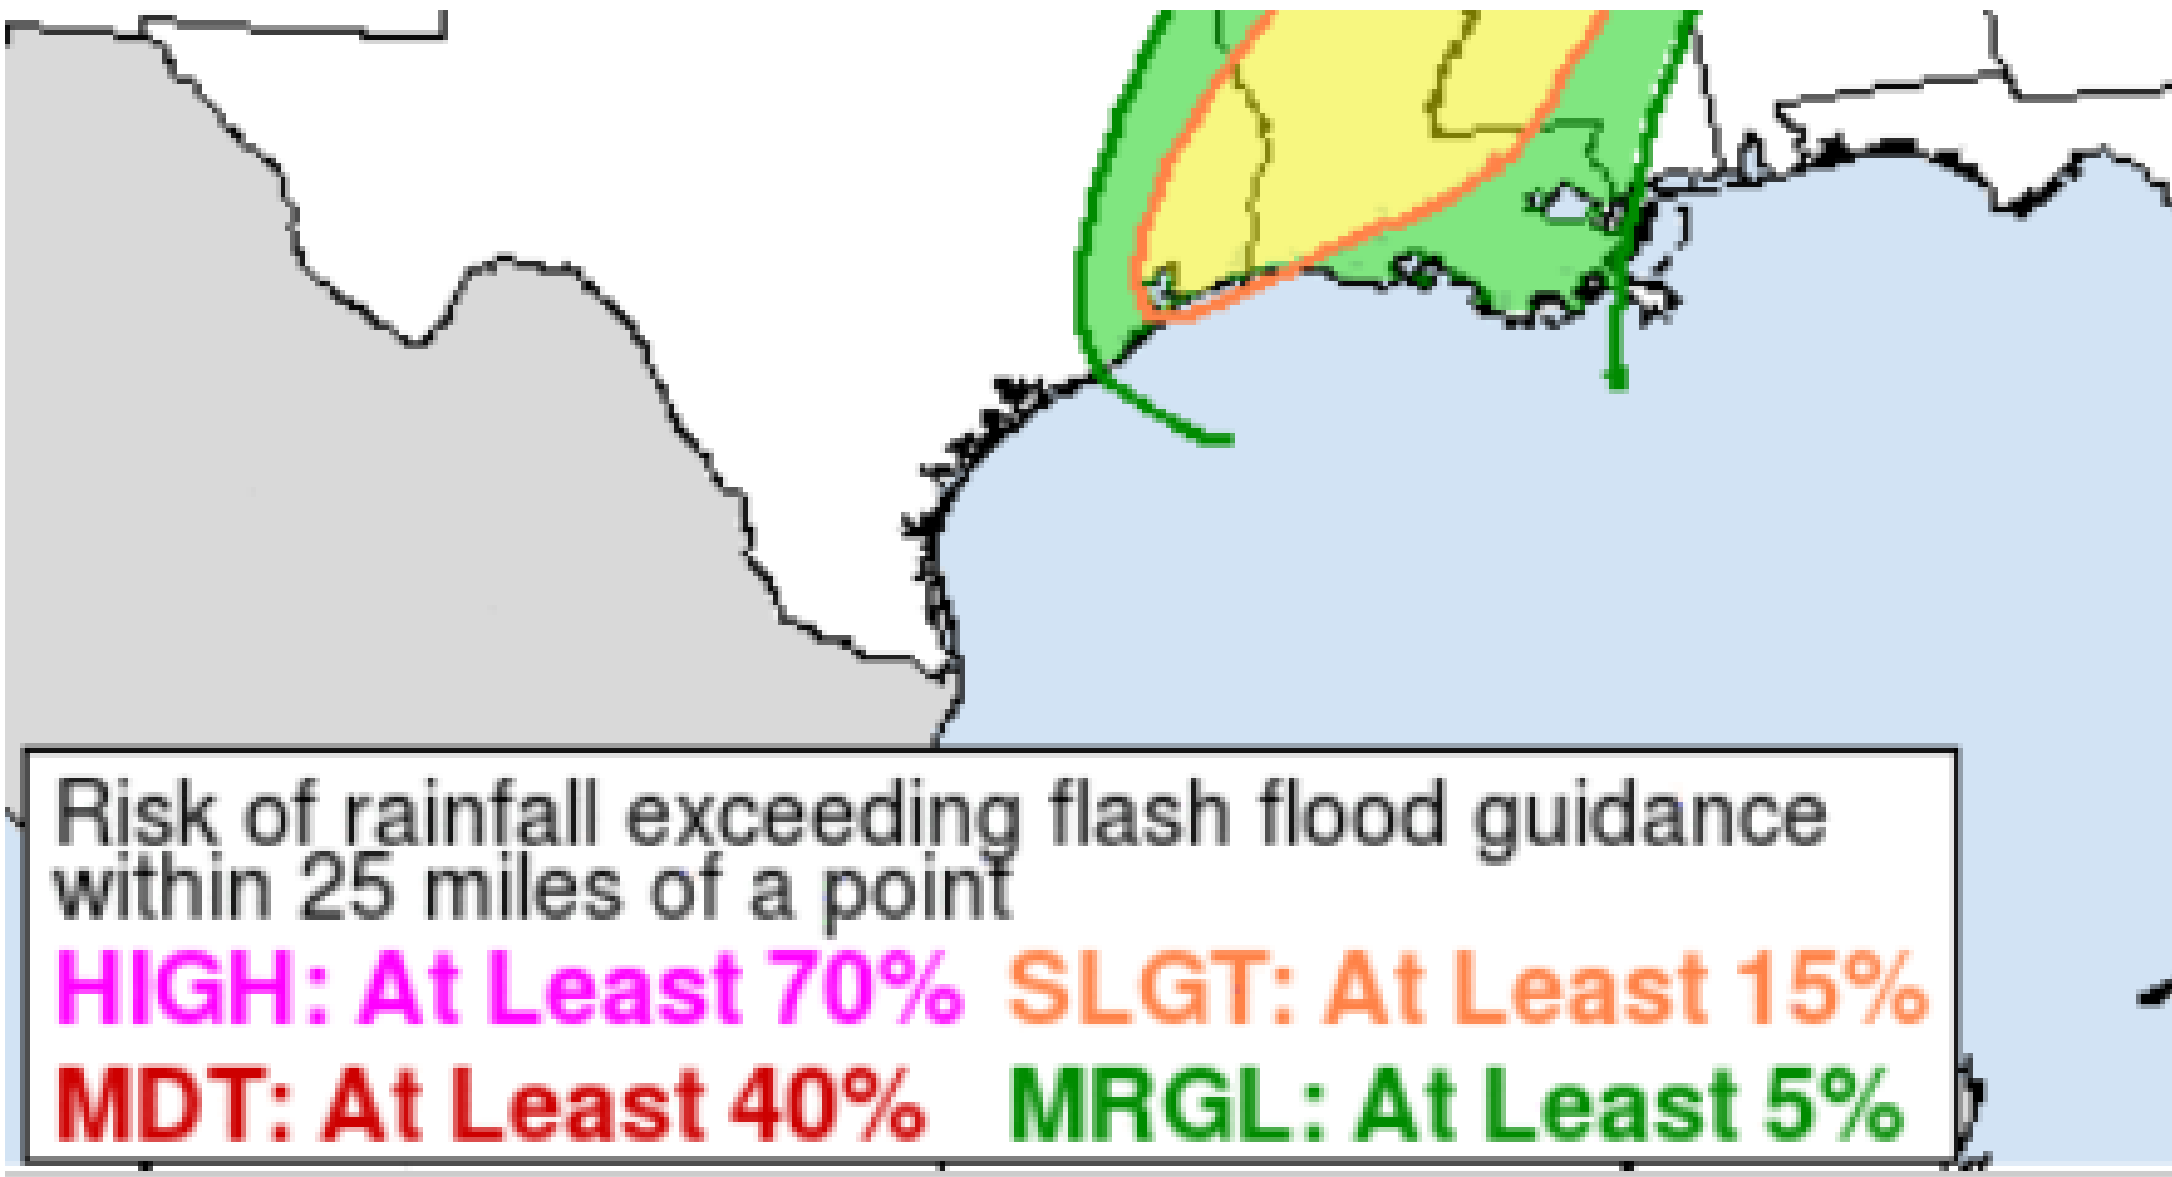 Risk of rainfall exceeding flash flood guidance
within 25 miles of a point
HIGH: At Least 70% SLGT: At Least 15%
MDT: At Least 40% MRGL: At Least 5%